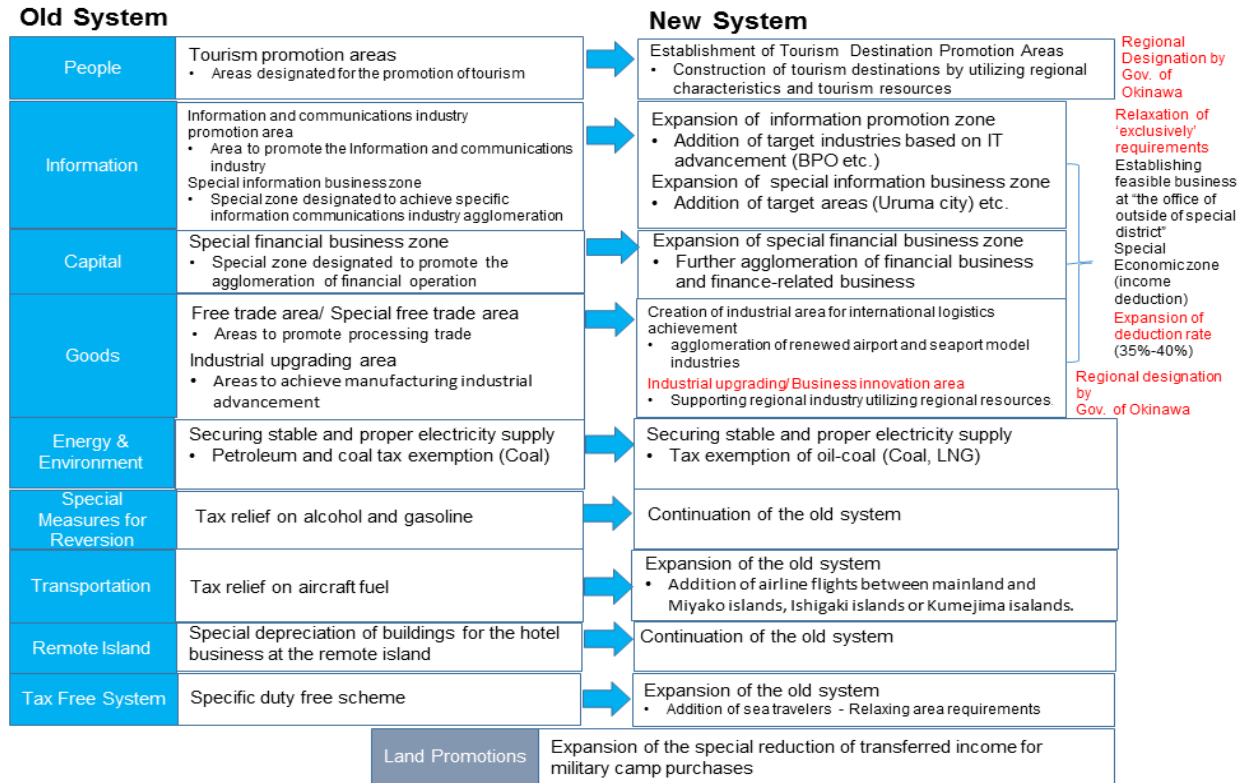 Old System
New System
People
Tourism promotion areas
• Areas designated for the promotion of tourism
Establishment of Tourism Destination Promotion Areas
• Construction of tourism destinations by utilizing regional
characteristics and tourism resources
Regional
Designation by
Gov. of
Okinawa
Information
Information and communications industry
promotion area
• Area to promote the Information and communications
industry
Special information business zone
• Special zone designated to achieve specific
information communications industry agglomeration
Expansion of information promotion zone
• Addition of target industries based on IT
advancement (BPO etc.)
Expansion of special information business zone
• Addition of target areas (Uruma city) etc.
Relaxation of
‘exclusively’
requirements
Establishing
feasible business
at “the office of
outside of special
district”
Special
Economic zone
(income
deduction)
Expansion of
deduction rate
(35%-40%)
Capital
Special financial business zone
• Special zone designated to promote the
agglomeration of financial operation
Expansion of special financial business zone
• Further agglomeration of financial business
and finance-related business
Goods
Free trade area/ Special free trade area
• Areas to promote processing trade
Industrial upgrading area
• Areas to achieve manufacturing industrial
advancement
Creation of industrial area for international logistics
achievement
• agglomeration of renewed airport and seaport model
industries
Industrial upgrading/ Business innovation area
• Supporting regional industry utilizing regional resources.
Regional designation
by
Gov. of Okinawa
Energy &
Environment
Securing stable and proper electricity supply
• Petroleum and coal tax exemption (Coal)
Securing stable and proper electricity supply
• Tax exemption of oil-coal (Coal, LNG)
Special
Measures for
Reversion
Tax relief on alcohol and gasoline
Continuation of the old system
Transportation
Tax relief on aircraft fuel
Expansion of the old system
• Addition of airline flights between mainland and
Miyako islands, Ishigaki islands or Kumejima isalands.
Remote Island
Special depreciation of buildings for the hotel
business at the remote island
Continuation of the old system
Tax Free System
Specific duty free scheme
Expansion of the old system
• Addition of sea travelers - Relaxing area requirements
Land Promotions
Expansion of the special reduction of transferred income for
military camp purchases